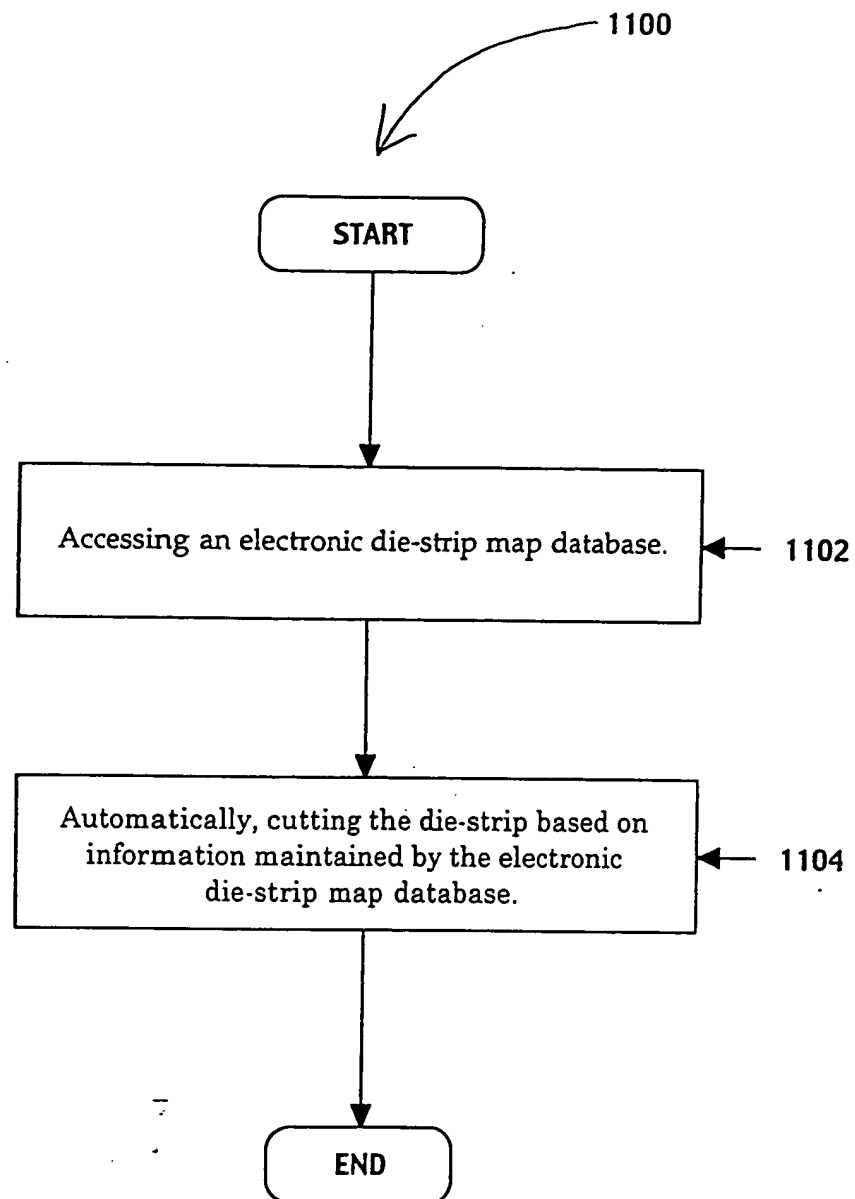 1100
START
Accessing an electronic die-strip map database.
1102
Automatically, cutting the die-strip based on
information maintained by the electronic
die-strip map database.
1104
END